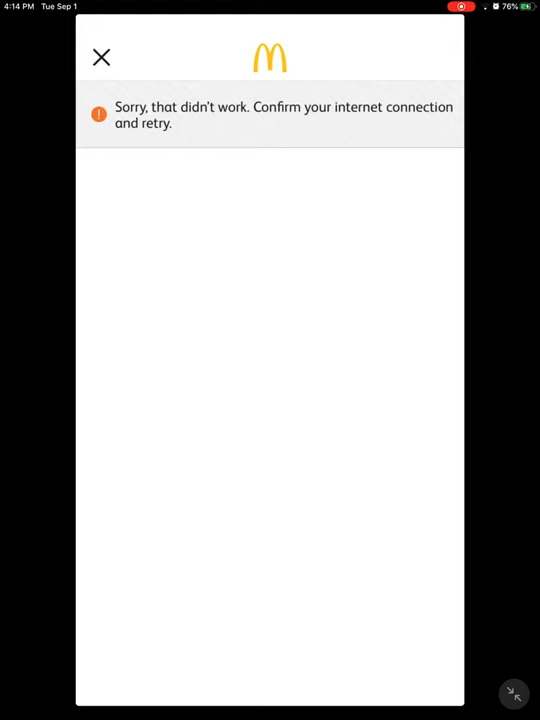 4:14 PM Tue Sep 1 76%
Sorry, that didn't work. Confirm your internet connection
and retry.